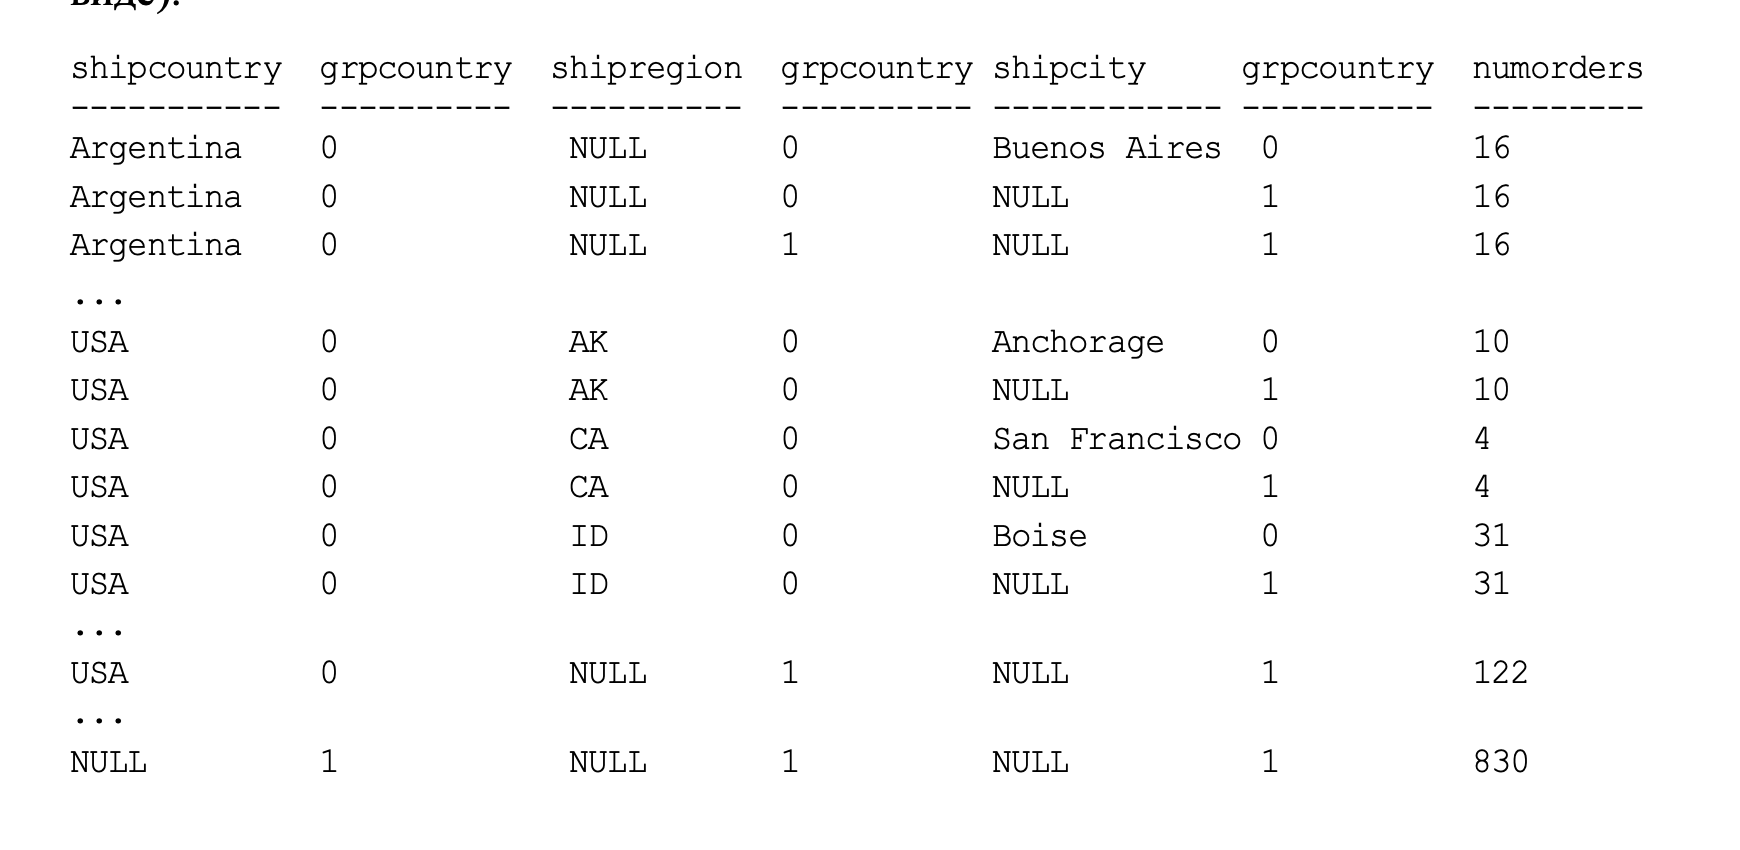 виде).
shipcountry grpcountry shipregion grpcountry shipcity grpcountry numorders
----------- ---------- ---------- ---------- ------------ ---------- ---------
Argentina 0 NULL 0 Buenos Aires 0 16
Argentina 0 NULL 0 NULL 1 16
Argentina 0 NULL 1 NULL 1 16
...
USA 0 AK 0 Anchorage 0 10
USA 0 AK 0 NULL 1 10
USA 0 CA 0 San Francisco 0 4
USA 0 CA 0 NULL 1 4
USA 0 ID 0 Boise 0 31
USA 0 ID 0 NULL 1 31
...
USA 0 NULL 1 NULL 1 122
...
NULL 1 NULL 1 NULL 1 830